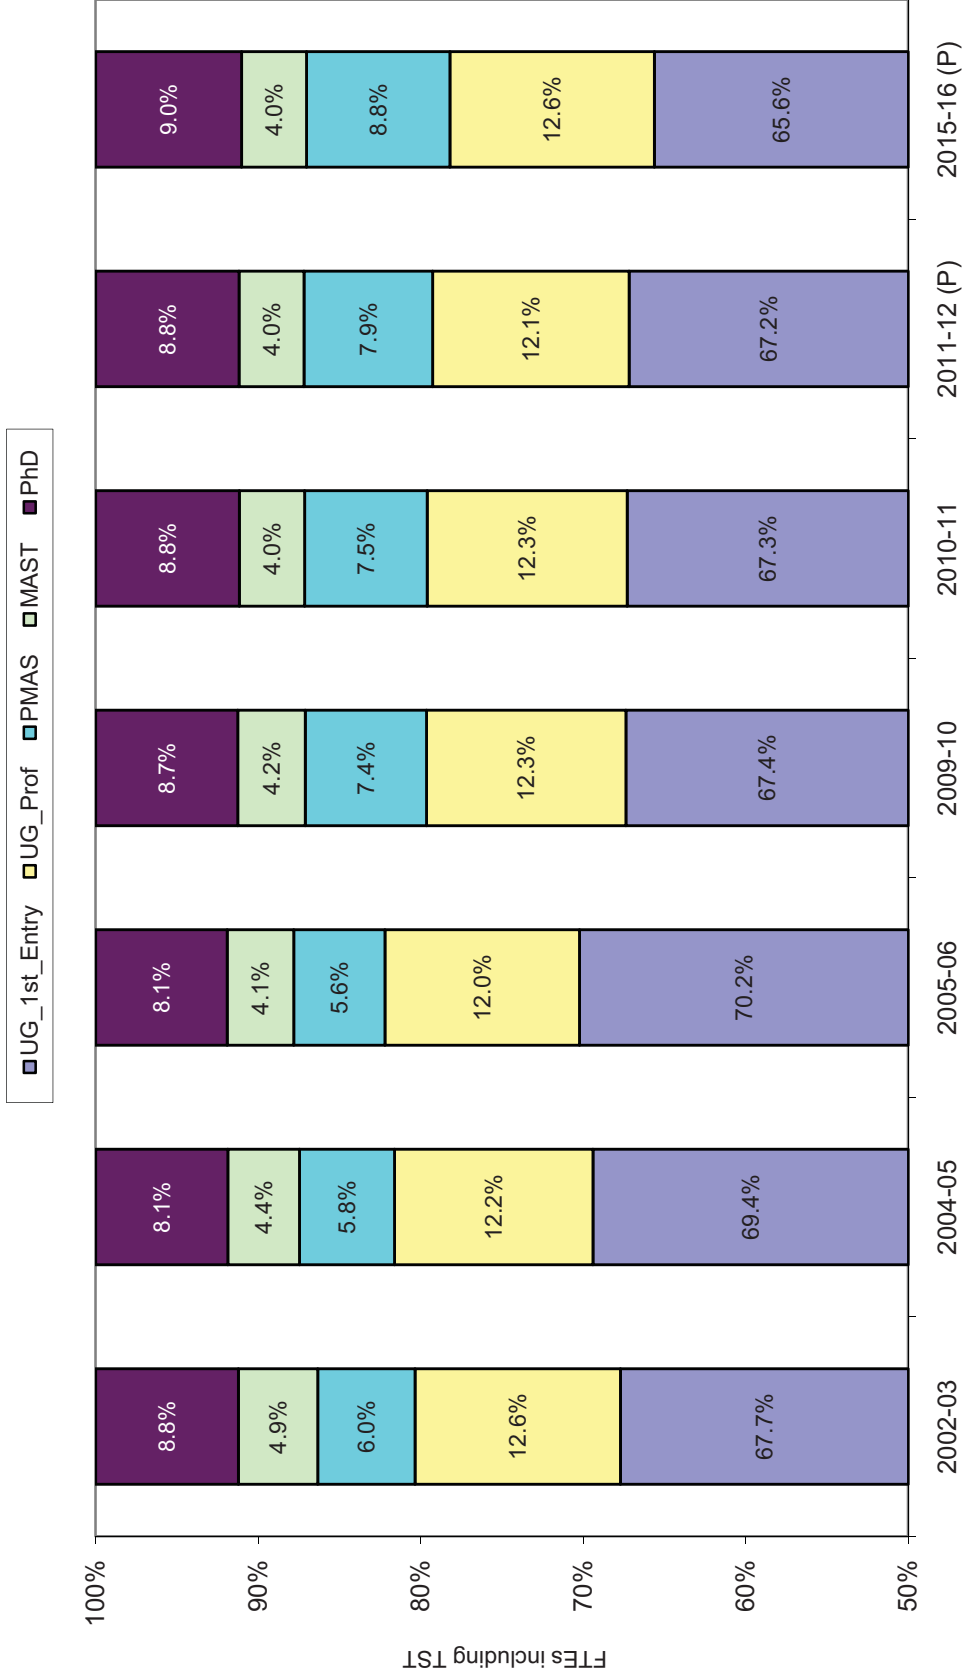 UG_1st_Entry UG_Prof PMAS MAST PhD
100%
90%
80%
70%
60%
50%
FTEs including TST
8.8% 8.1% 8.1% 8.7% 8.8% 8.8% 9.0%
4.9% 4.4% 4.1% 4.2% 4.0% 4.0% 4.0%
6.0% 5.8% 5.6% 7.4% 7.5% 7.9% 8.8%
12.6% 12.2% 12.0% 12.3% 12.3% 12.1% 12.6%
67.7% 69.4% 70.2% 67.4% 67.3% 67.2% 65.6%
2002-03 2004-05 2005-06 2009-10 2010-11 2011-12 (P) 2015-16 (P)